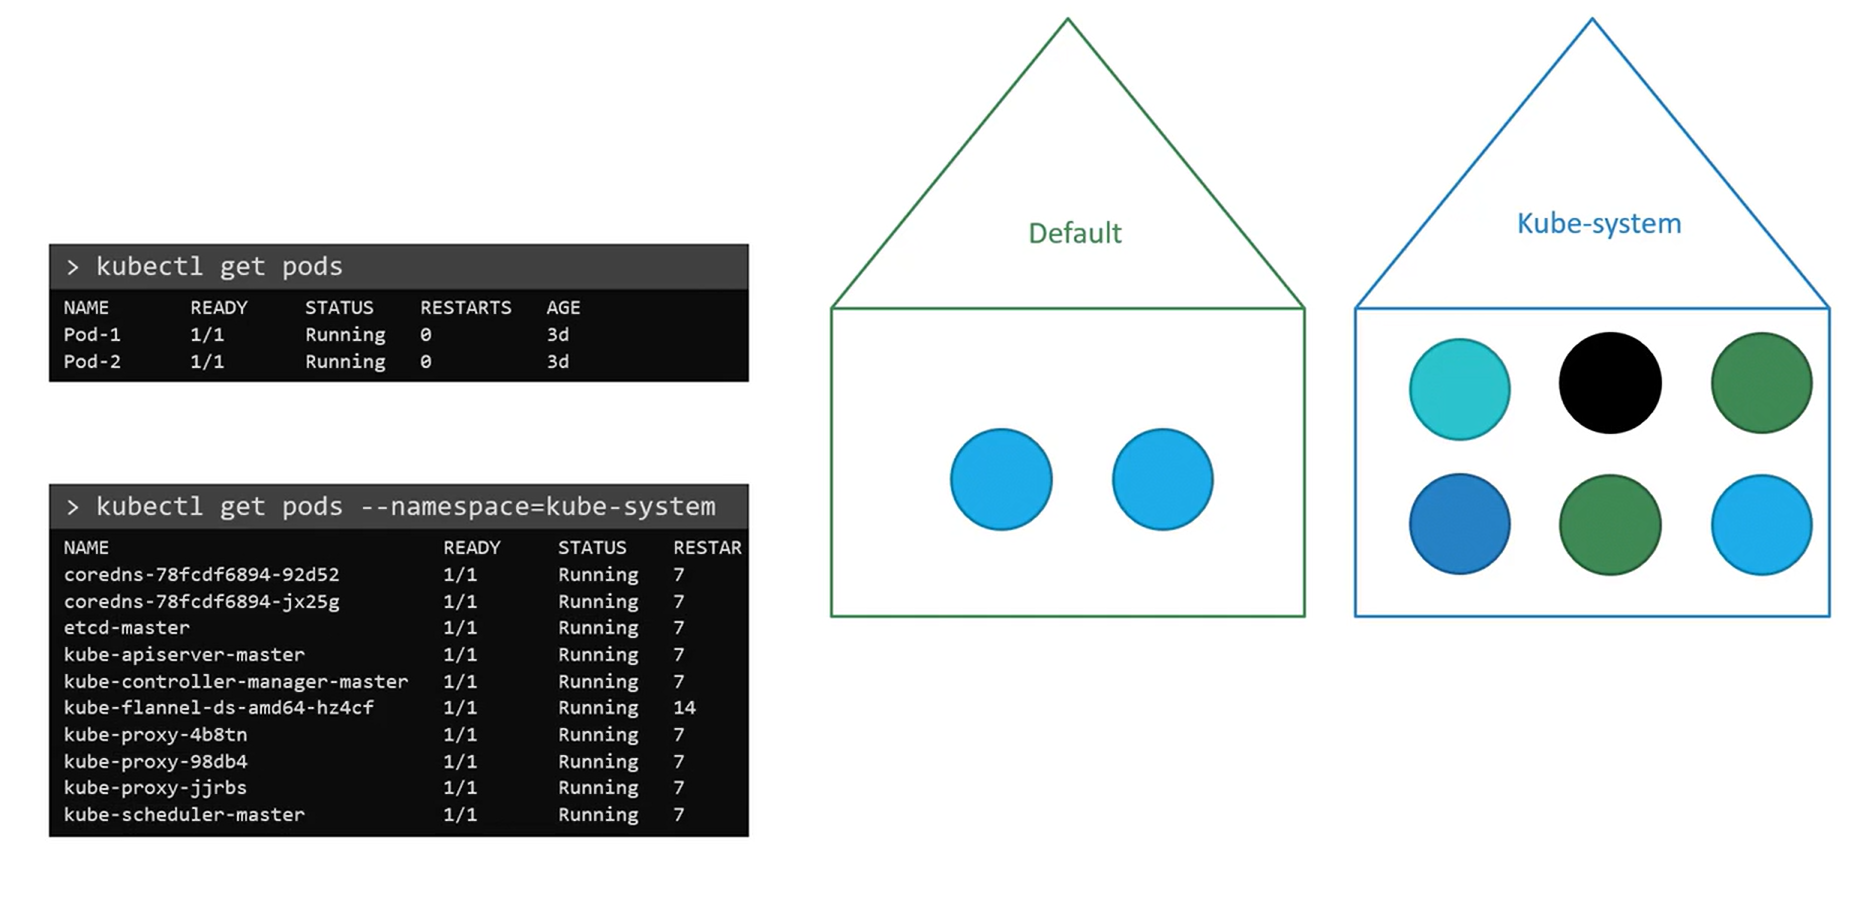 > kubectl get pods
NAME READY STATUS RESTARTS AGE
Pod-1 1/1 Running 0 3d
Pod-2 1/1 Running 0 3d
> kubectl get pods --namespace=kube-system
NAME READY STATUS RESTAR
coredns-78fcdf6894-92d52 1/1 Running 7
coredns-78fcdf6894-jx25g 1/1 Running 7
etcd-master 1/1 Running 7
kube-apiserver-master 1/1 Running 7
kube-controller-manager-master 1/1 Running 7
kube-flannel-ds-amd64-hz4cf 1/1 Running 14
kube-proxy-4b8tn 1/1 Running 7
kube-proxy-98db4 1/1 Running 7
kube-proxy-jjrbs 1/1 Running 7
kube-scheduler-master 1/1 Running 7
Default
Kube-system